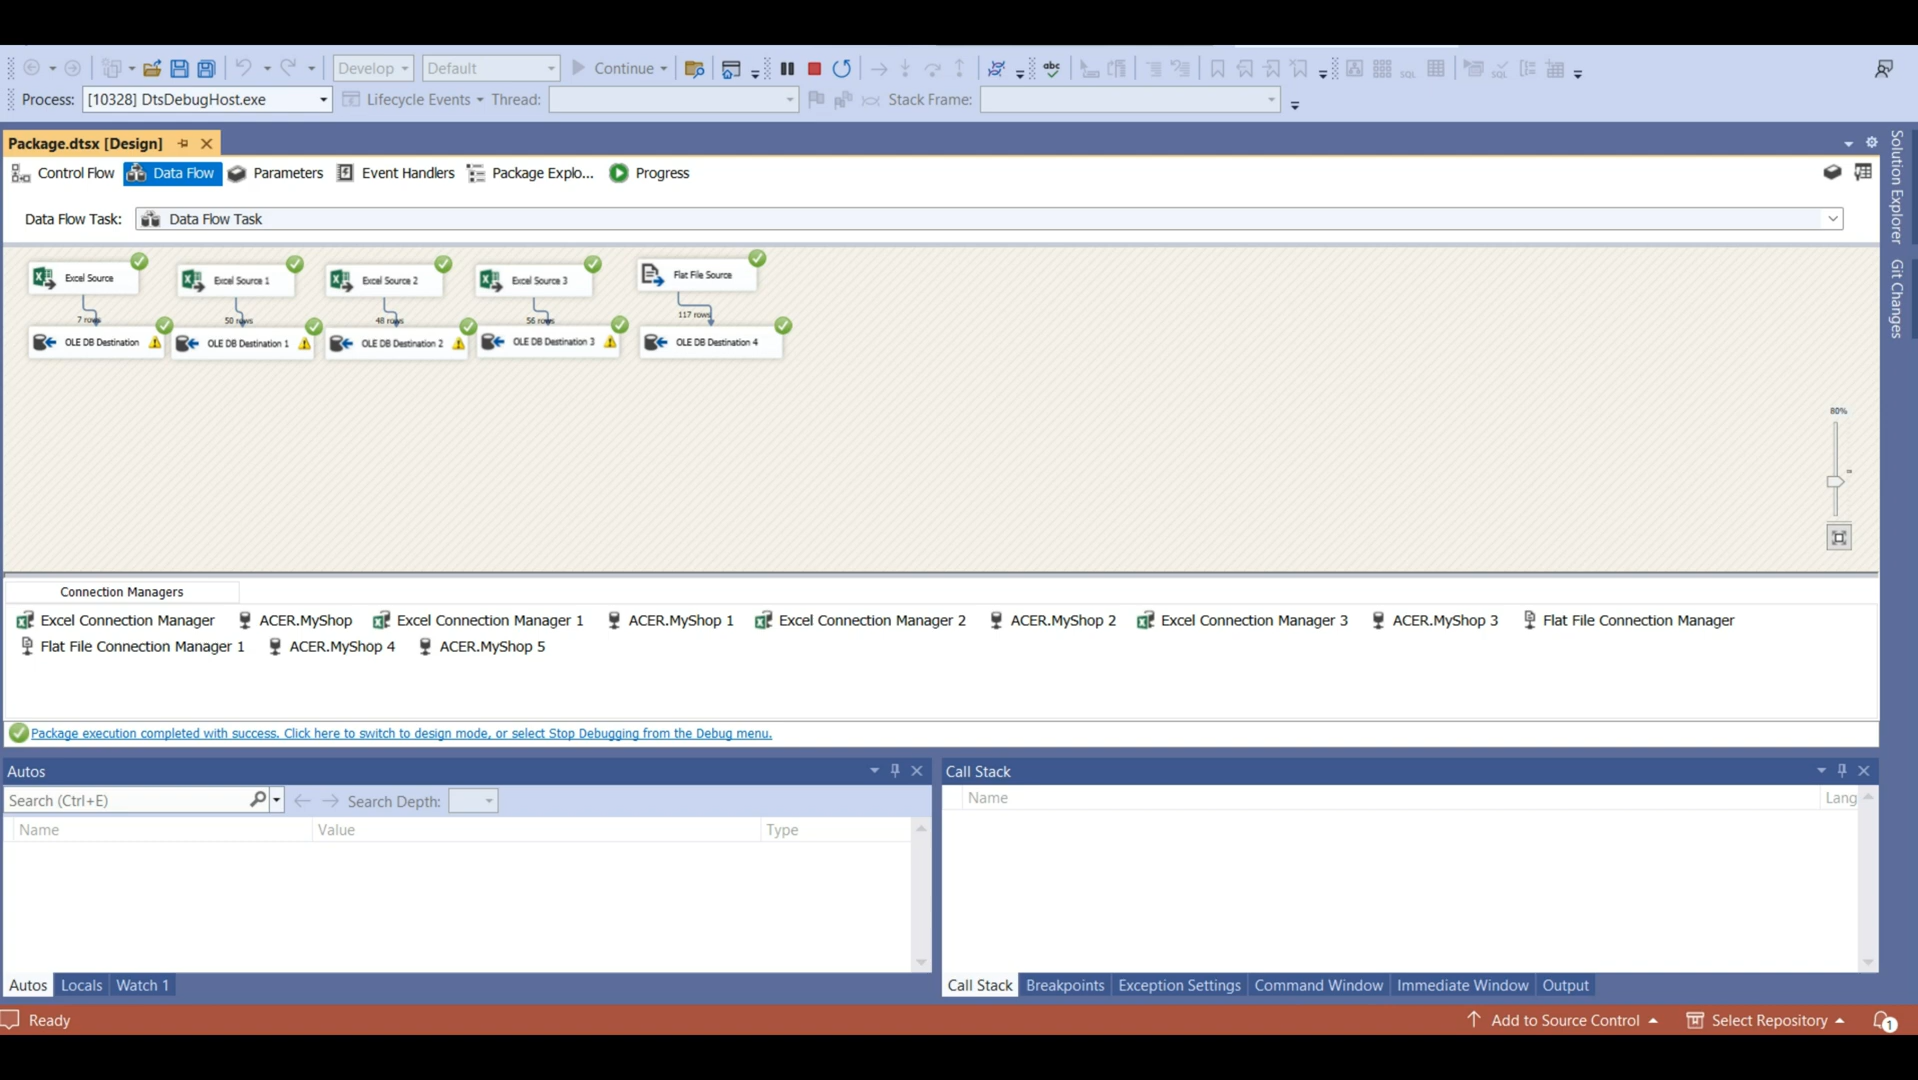 Develop Default Continue
Process: [10328] DtsDebugHost.exe Lifecycle Events Thread: Stack Frame:
Package.dtsx [Design]
Control Flow Data Flow Parameters Event Handlers Package Explo... Progress
Data Flow Task: Data Flow Task
Excel Source Excel Source 1 Excel Source 2 Excel Source 3 Flat File Source
7 rows 50 rows 48 rows 56 rows 117 rows
OLE DB Destination OLE DB Destination 1 OLE DB Destination 2 OLE DB Destination 3 OLE DB Destination 4
80%
Connection Managers
Excel Connection Manager ACER.MyShop Excel Connection Manager 1 ACER.MyShop 1 Excel Connection Manager 2 ACER.MyShop 2 Excel Connection Manager 3 ACER.MyShop 3 Flat File Connection Manager
Flat File Connection Manager 1 ACER.MyShop 4 ACER.MyShop 5
Package execution completed with success. Click here to switch to design mode, or select Stop Debugging from the Debug menu.
Autos
Search (Ctrl+E) Search Depth:
Name Value Type
Autos Locals Watch 1
Call Stack
Name Lang
Call Stack Breakpoints Exception Settings Command Window Immediate Window Output
Solution Explorer
Git Changes
Ready Add to Source Control Select Repository 1